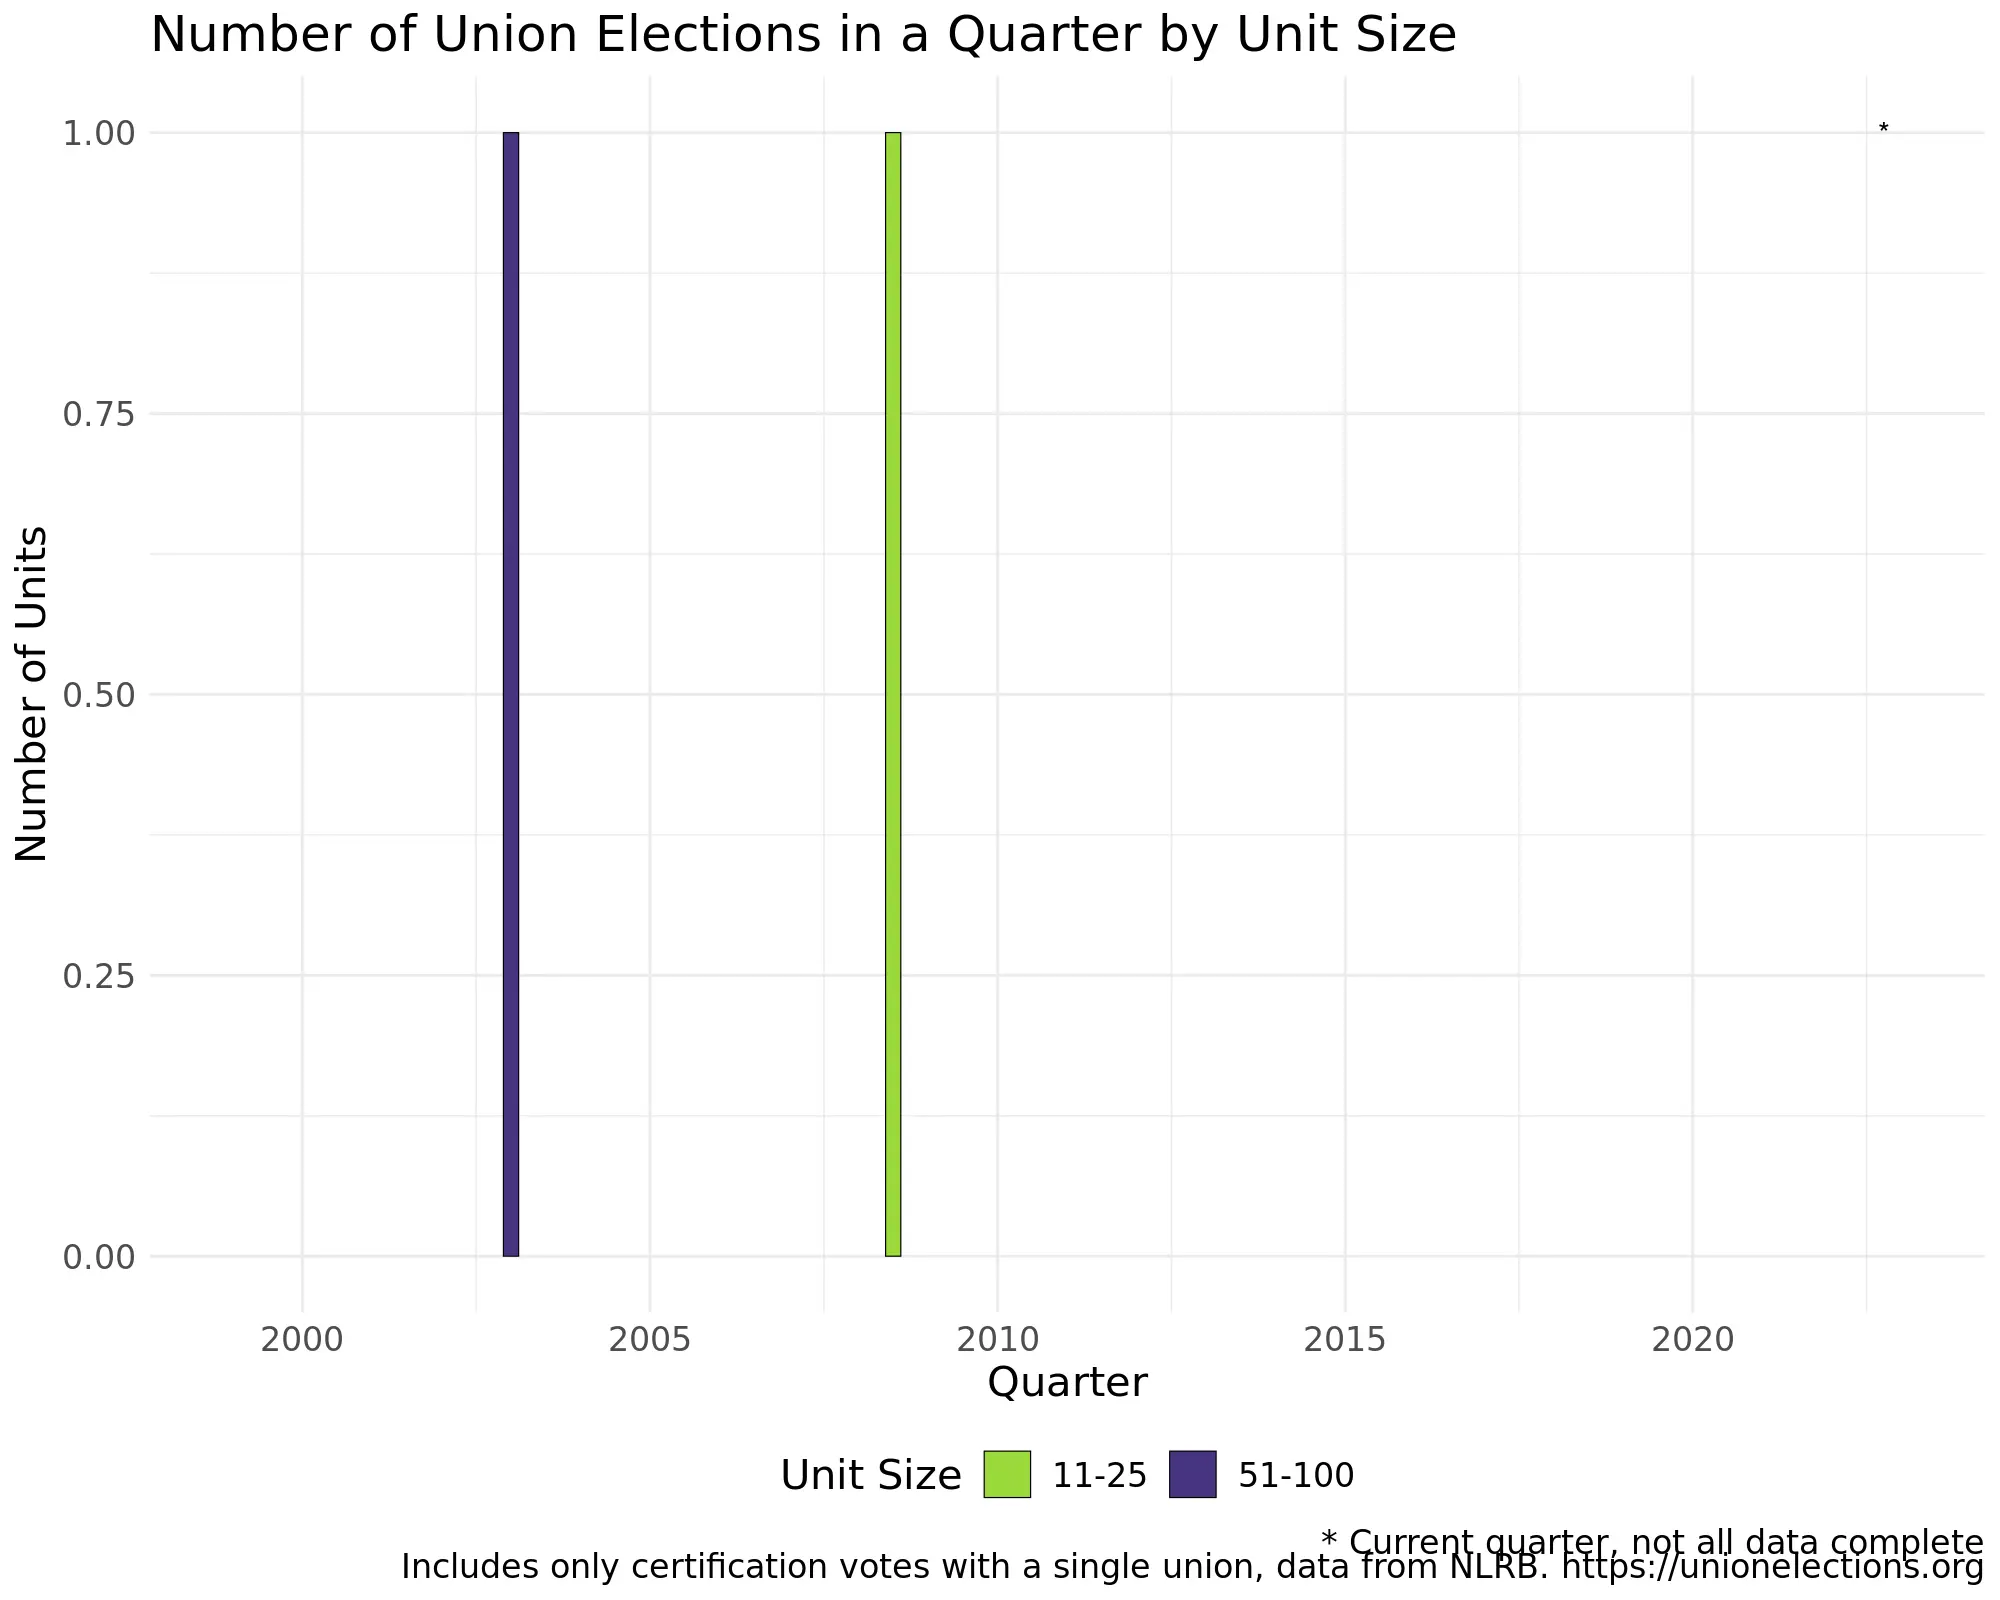 Number of Union Elections in a Quarter by Unit Size
1.00
*
0.75
0.50
0.25
0.00
Number of Units
2000 2005 2010 2015 2020
Quarter
Unit Size 11-25 51-100
* Current quarter, not all data complete
Includes only certification votes with a single union, data from NLRB. https://unionelections.org